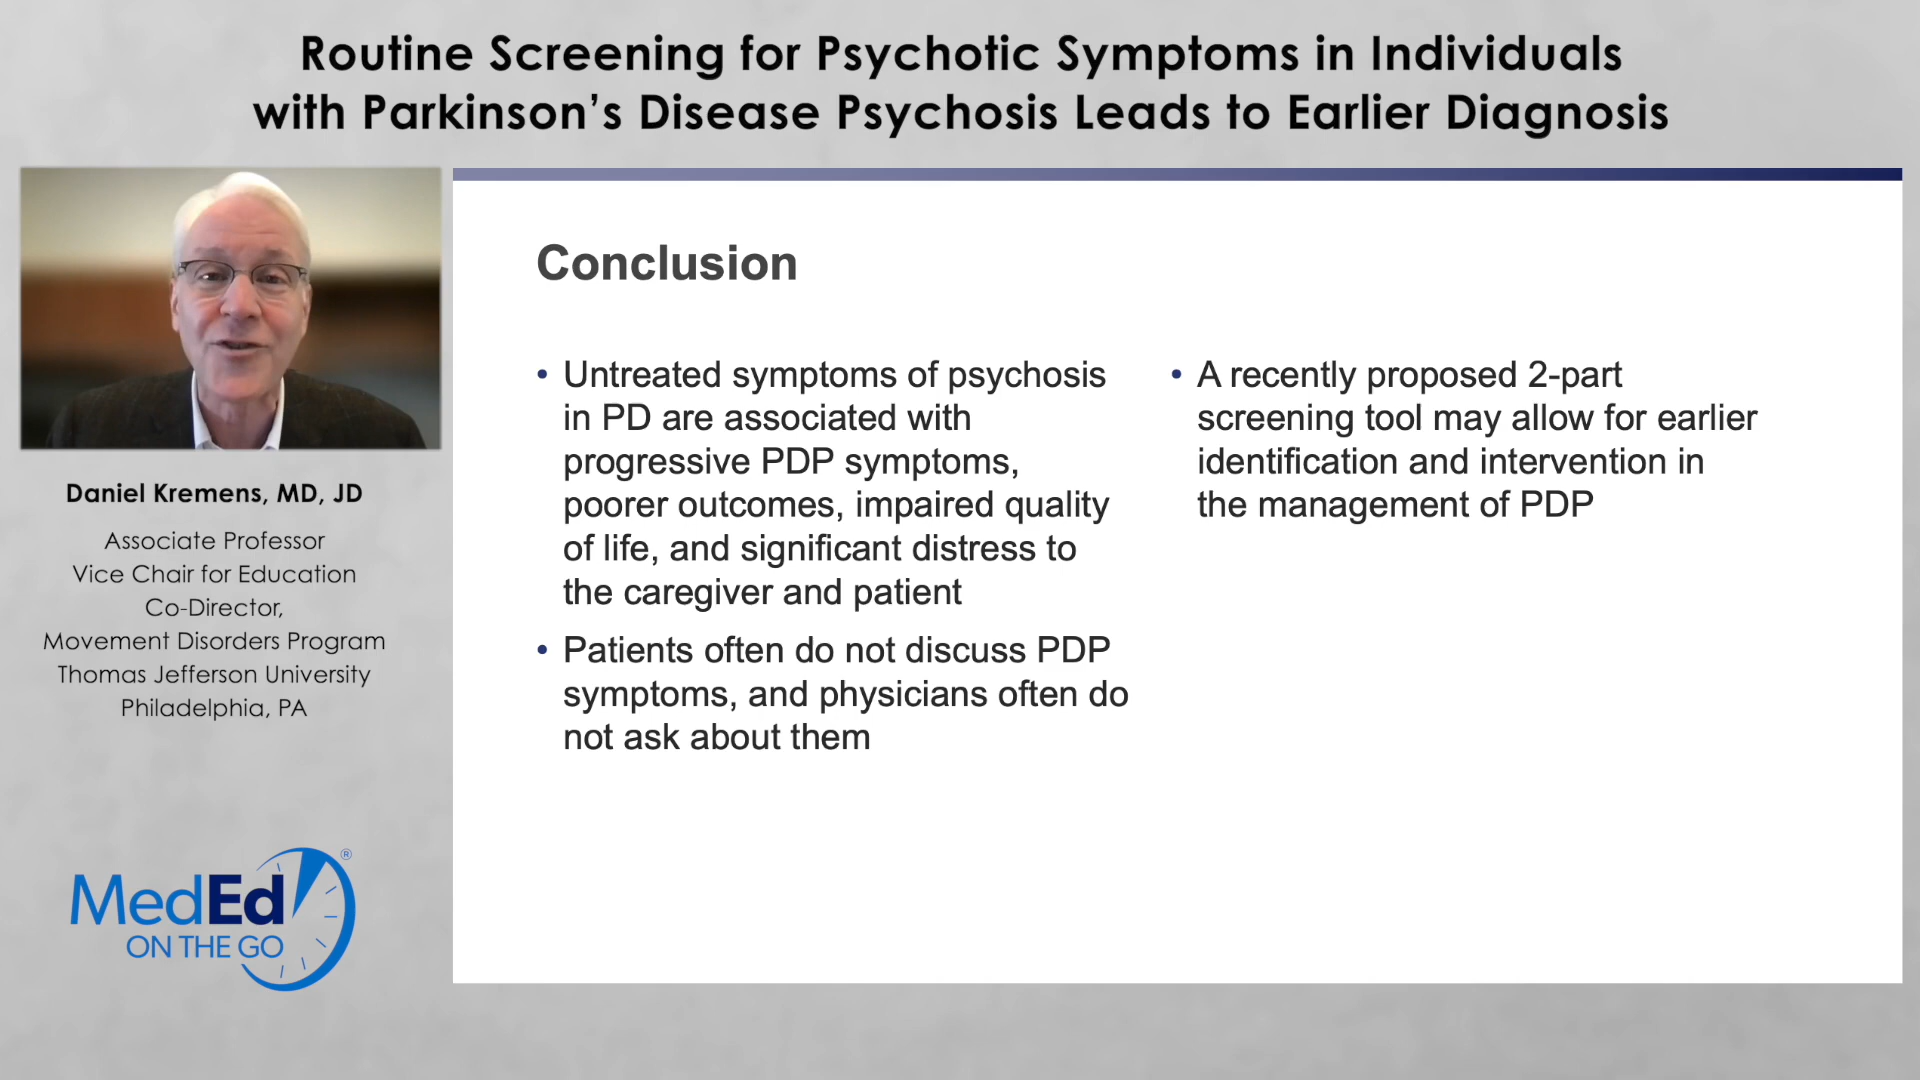 Routine Screening for Psychotic Symptoms in Individuals
with Parkinson’s Disease Psychosis Leads to Earlier Diagnosis
Daniel Kremens, MD, JD
Associate Professor
Vice Chair for Education
Co-Director,
Movement Disorders Program
Thomas Jefferson University
Philadelphia, PA
MedEd®
ON THE GO
Conclusion
• Untreated symptoms of psychosis
in PD are associated with
progressive PDP symptoms,
poorer outcomes, impaired quality
of life, and significant distress to
the caregiver and patient
• Patients often do not discuss PDP
symptoms, and physicians often do
not ask about them
• A recently proposed 2-part
screening tool may allow for earlier
identification and intervention in
the management of PDP